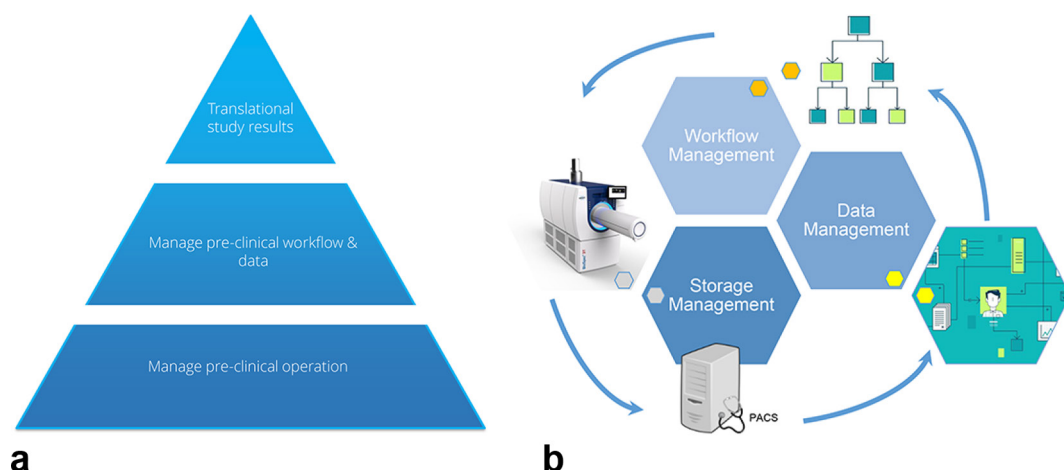 Translational
study results
Manage pre-clinical workflow &
data
Manage pre-clinical operation
a
Workflow
Management
Data
Management
Storage
Management
PACS
b